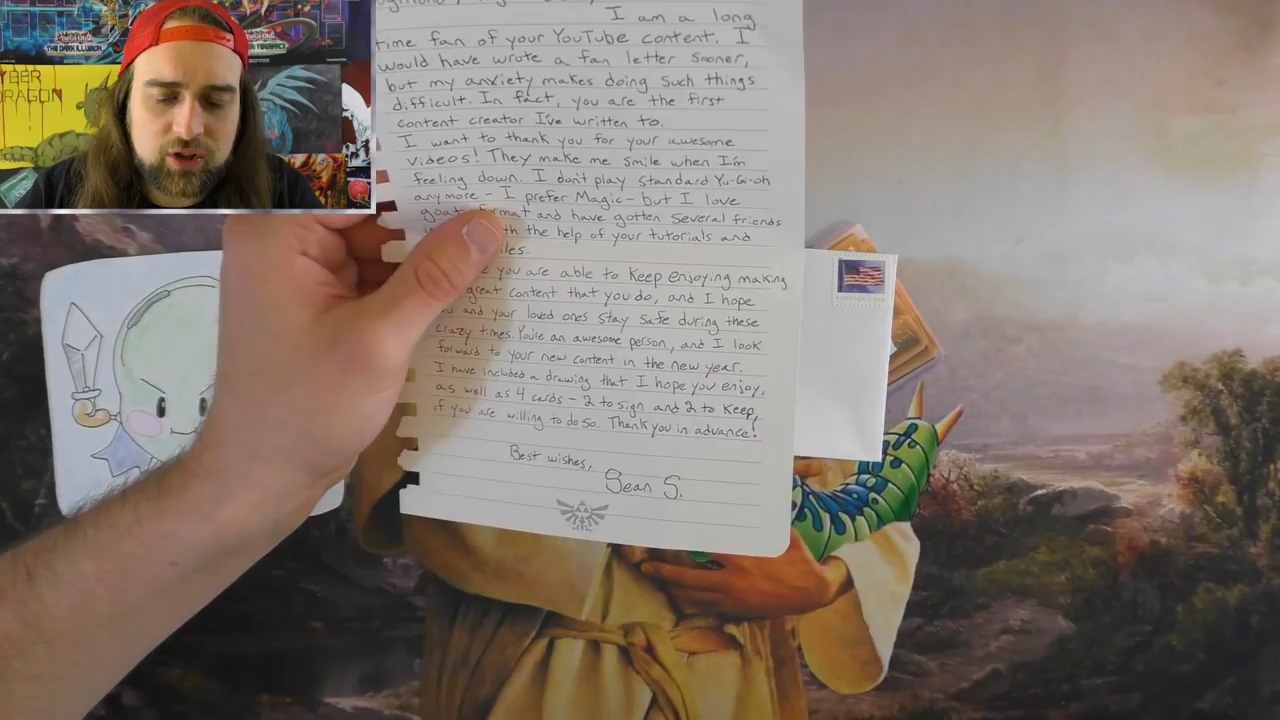 THE DARK ILLUSION
CYBER
DRAGON
I am a long
time fan of your YouTube content. I
would have wrote a fan letter sooner,
but my anxiety makes doing such things
difficult. In fact, you are the first
content creator I've written to.
I want to thank you for your awesome
videos! They make me smile when I'm
feeling down. I don't play standard Yu-Gi-oh
anymore - I prefer Magic - but I love
goat format and have gotten several friends
the help of your tutorials and
you are able to keep enjoying making
great content that you do, and I hope
and your loved ones stay safe during these
crazy times. You're an awesome person, and I look
forward to your new content in the new year.
I have included a drawing that I hope you enjoy,
as well as 4 cards - 2 to sign and 2 to keep,
if you are willing to do so. Thank you in advance!
Best wishes,
Sean S.